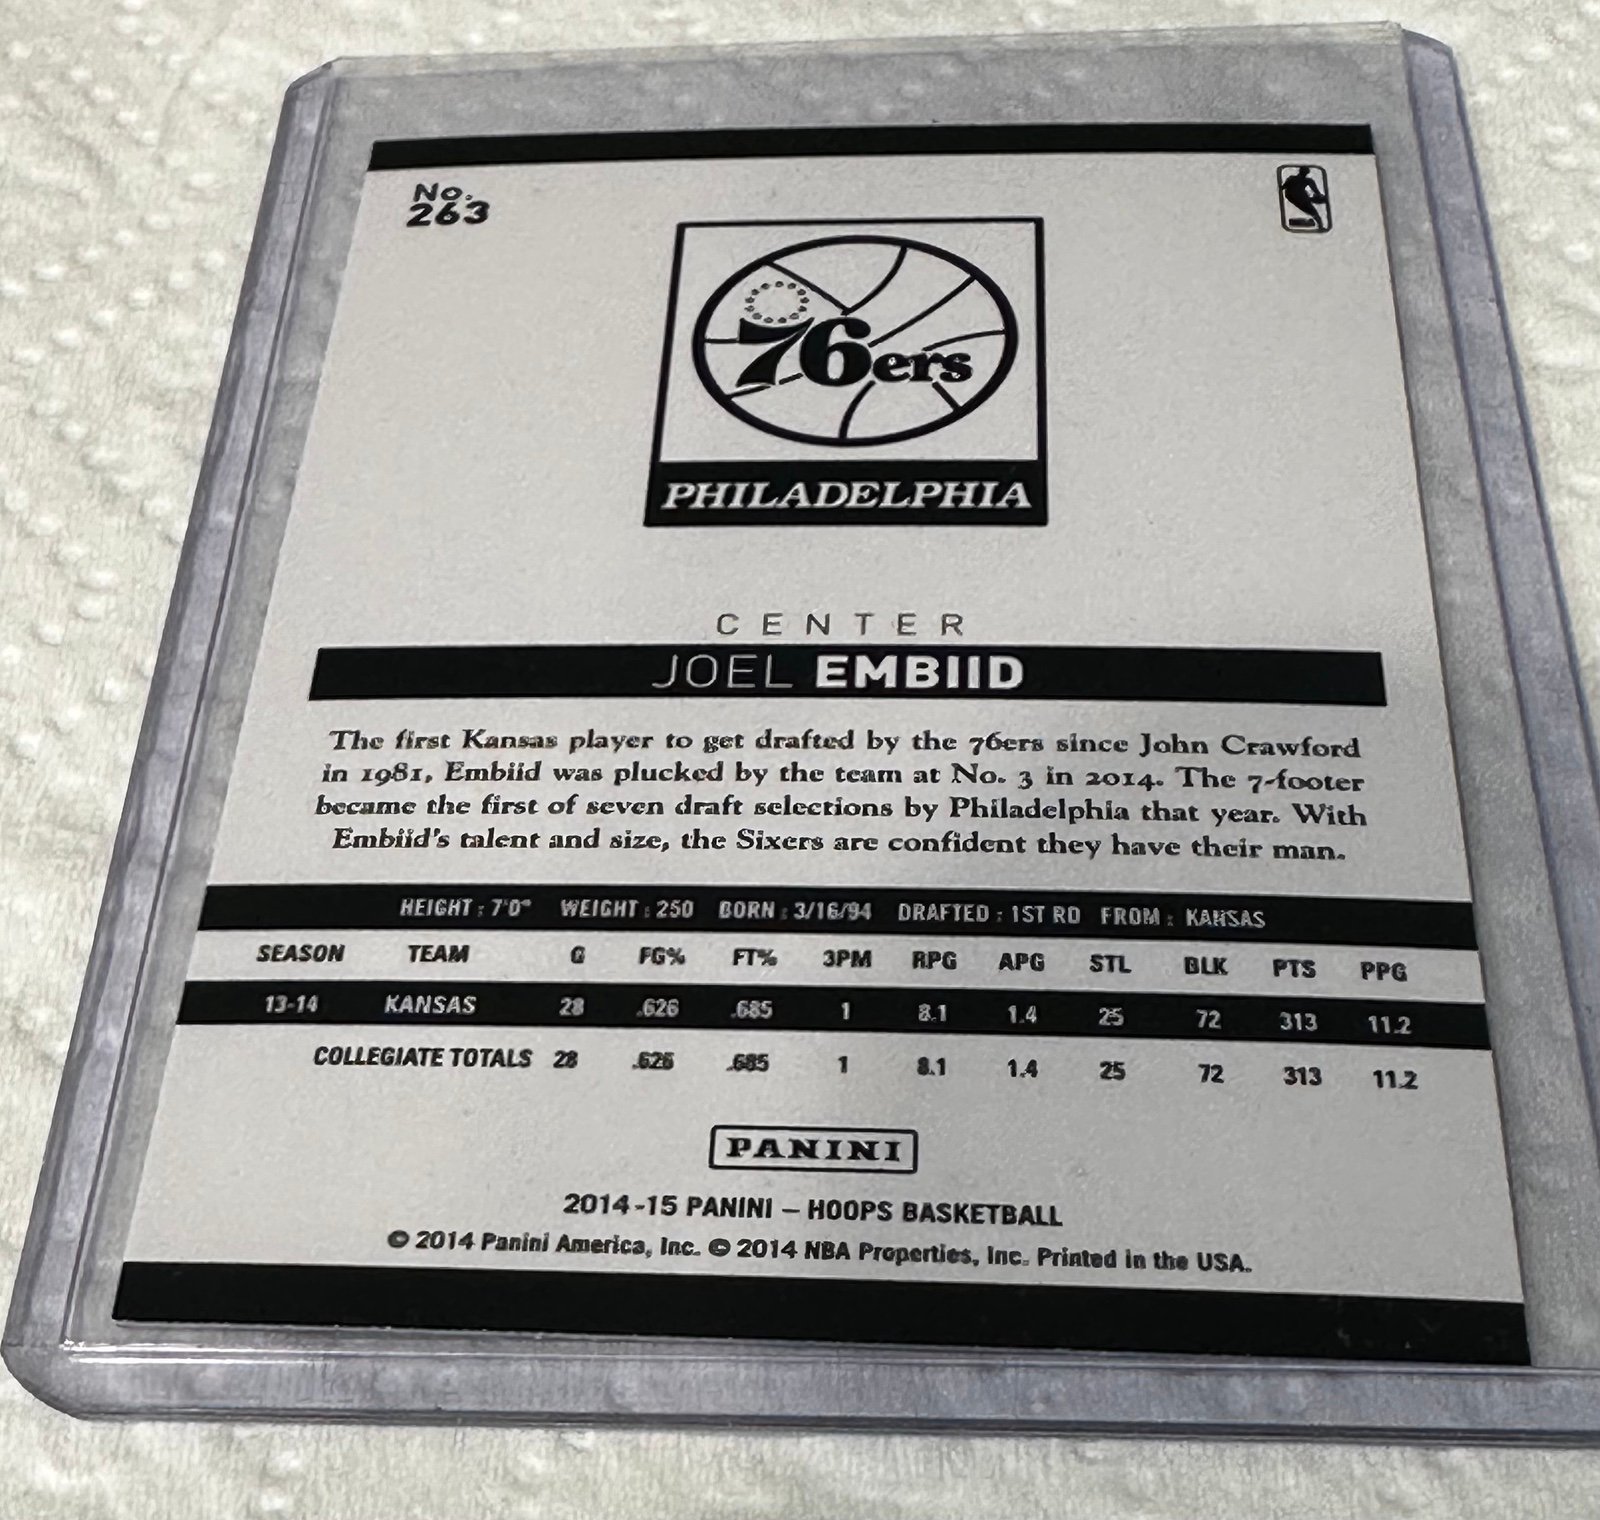 No.
263
76ers
PHILADELPHIA
CENTER
JOEL EMBIID
The first Kansas player to get drafted by the 76ers since John Crawford
in 1981, Embiid was plucked by the team at No. 3 in 2014. The 7-footer
became the first of seven draft selections by Philadelphia that year. With
Embiid's talent and size, the Sixers are confident they have their man.
HEIGHT : 7'0" WEIGHT : 250 BORN : 3/16/94 DRAFTED : 1ST RD FROM : KANSAS
SEASON TEAM G FG% FT% 3PM RPG APG STL BLK PTS PPG
13-14 KANSAS 28 .626 .685 1 8.1 1.4 25 72 313 11.2
COLLEGIATE TOTALS 28 .626 .685 1 8.1 1.4 25 72 313 11.2
PANINI
2014-15 PANINI – HOOPS BASKETBALL
© 2014 Panini America, Inc. © 2014 NBA Properties, Inc. Printed in the USA.